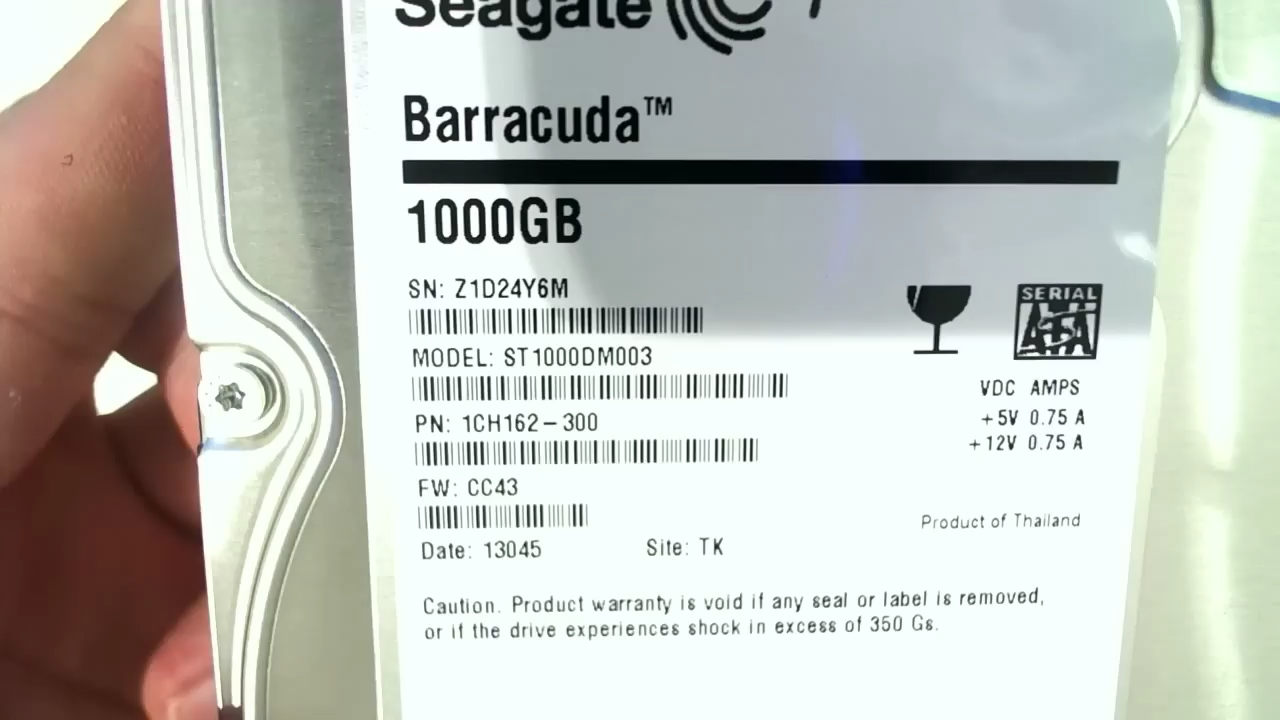 Seagate
Barracuda™
1000GB
SN: Z1D24Y6M
SERIAL
ATA
MODEL: ST1000DM003
VDC AMPS
PN: 1CH162-300
+5V 0.75 A
+12V 0.75 A
FW: CC43
Product of Thailand
Date: 13045 Site: TK
Caution. Product warranty is void if any seal or label is removed,
or if the drive experiences shock in excess of 350 Gs.